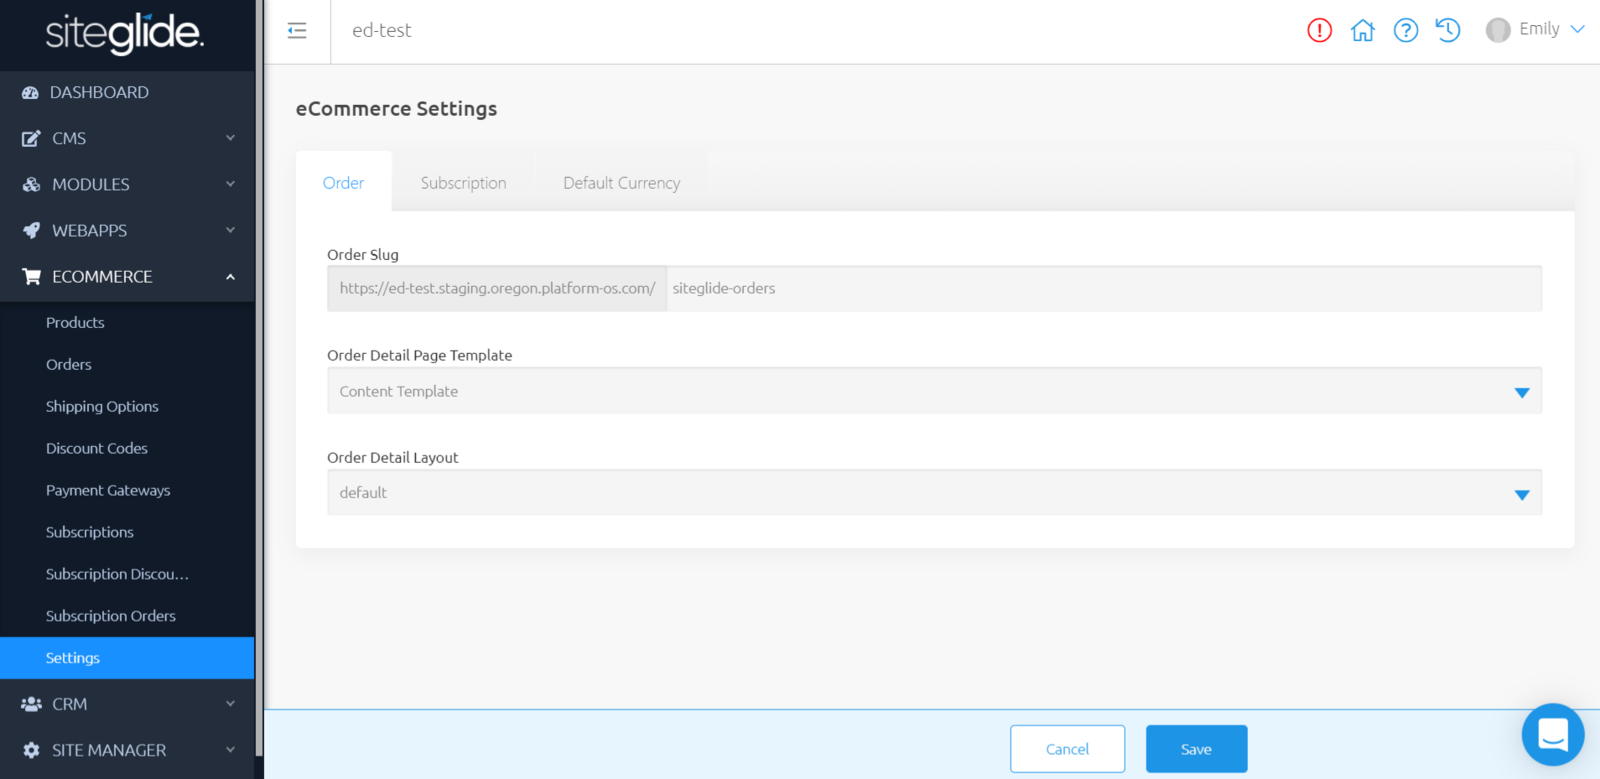 siteglide.
ed-test
Emily
DASHBOARD
CMS
MODULES
WEBAPPS
ECOMMERCE
Products
Orders
Shipping Options
Discount Codes
Payment Gateways
Subscriptions
Subscription Discou...
Subscription Orders
Settings
CRM
SITE MANAGER
eCommerce Settings
Order
Subscription
Default Currency
Order Slug
https://ed-test.staging.oregon.platform-os.com/ siteglide-orders
Order Detail Page Template
Content Template
Order Detail Layout
default
Cancel
Save